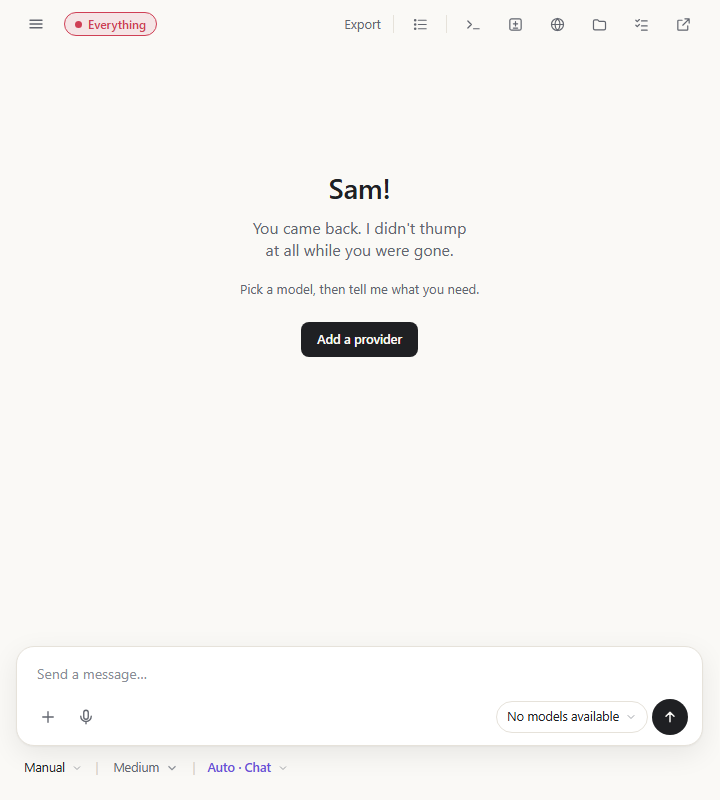 Everything
Export
Sam!
You came back. I didn't thump
at all while you were gone.
Pick a model, then tell me what you need.
Add a provider
Send a message...
No models available
Manual
Medium
Auto · Chat